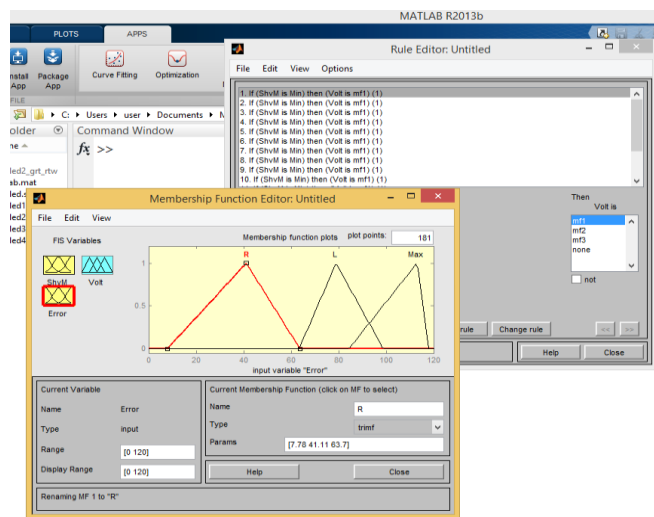 MATLAB R2013b
PLOTS APPS
Install App
Package App
Curve Fitting
Optimization
FILE
C: Users user Documents
Command Window
fx >>
led2_grt_rtw
ab.mat
led.s
led1
led2
led3
led4
Rule Editor: Untitled
File Edit View Options
1. If (ShvM is Min) then (Volt is mf1) (1)
2. If (ShvM is Min) then (Volt is mf1) (1)
3. If (ShvM is Min) then (Volt is mf1) (1)
4. If (ShvM is Min) then (Volt is mf1) (1)
5. If (ShvM is Min) then (Volt is mf1) (1)
6. If (ShvM is Min) then (Volt is mf1) (1)
7. If (ShvM is Min) then (Volt is mf1) (1)
8. If (ShvM is Min) then (Volt is mf1) (1)
9. If (ShvM is Min) then (Volt is mf1) (1)
10. If (ShvM is Min) then (Volt is mf1) (1)
Then
Volt is
mf1
mf2
mf3
none
not
rule Change rule << >>
Help Close
Membership Function Editor: Untitled
File Edit View
FIS Variables
Membership function plots plot points: 181
ShvM Volt
Error
R L Max
1
0.5
0
0 20 40 60 80 100 120
input variable "Error"
Current Variable
Name Error
Type input
Range [0 120]
Display Range [0 120]
Current Membership Function (click on MF to select)
Name R
Type trimf
Params [7.78 41.11 63.7]
Help Close
Renaming MF 1 to "R"